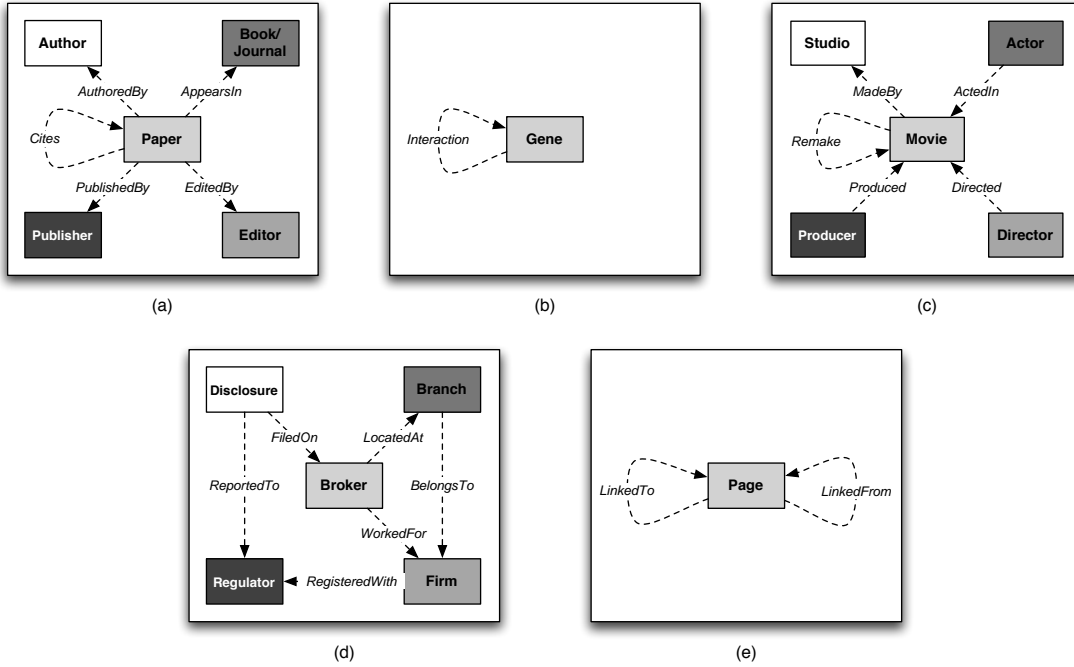 Author
Book/
Journal
AuthoredBy
AppearsIn
Cites
Paper
PublishedBy
EditedBy
Publisher
Editor
(a)
Interaction
Gene
(b)
Studio
Actor
MadeBy
ActedIn
Remake
Movie
Produced
Directed
Producer
Director
(c)
Disclosure
Branch
FiledOn
LocatedAt
Broker
ReportedTo
BelongsTo
WorkedFor
Regulator
RegisteredWith
Firm
(d)
LinkedTo
Page
LinkedFrom
(e)